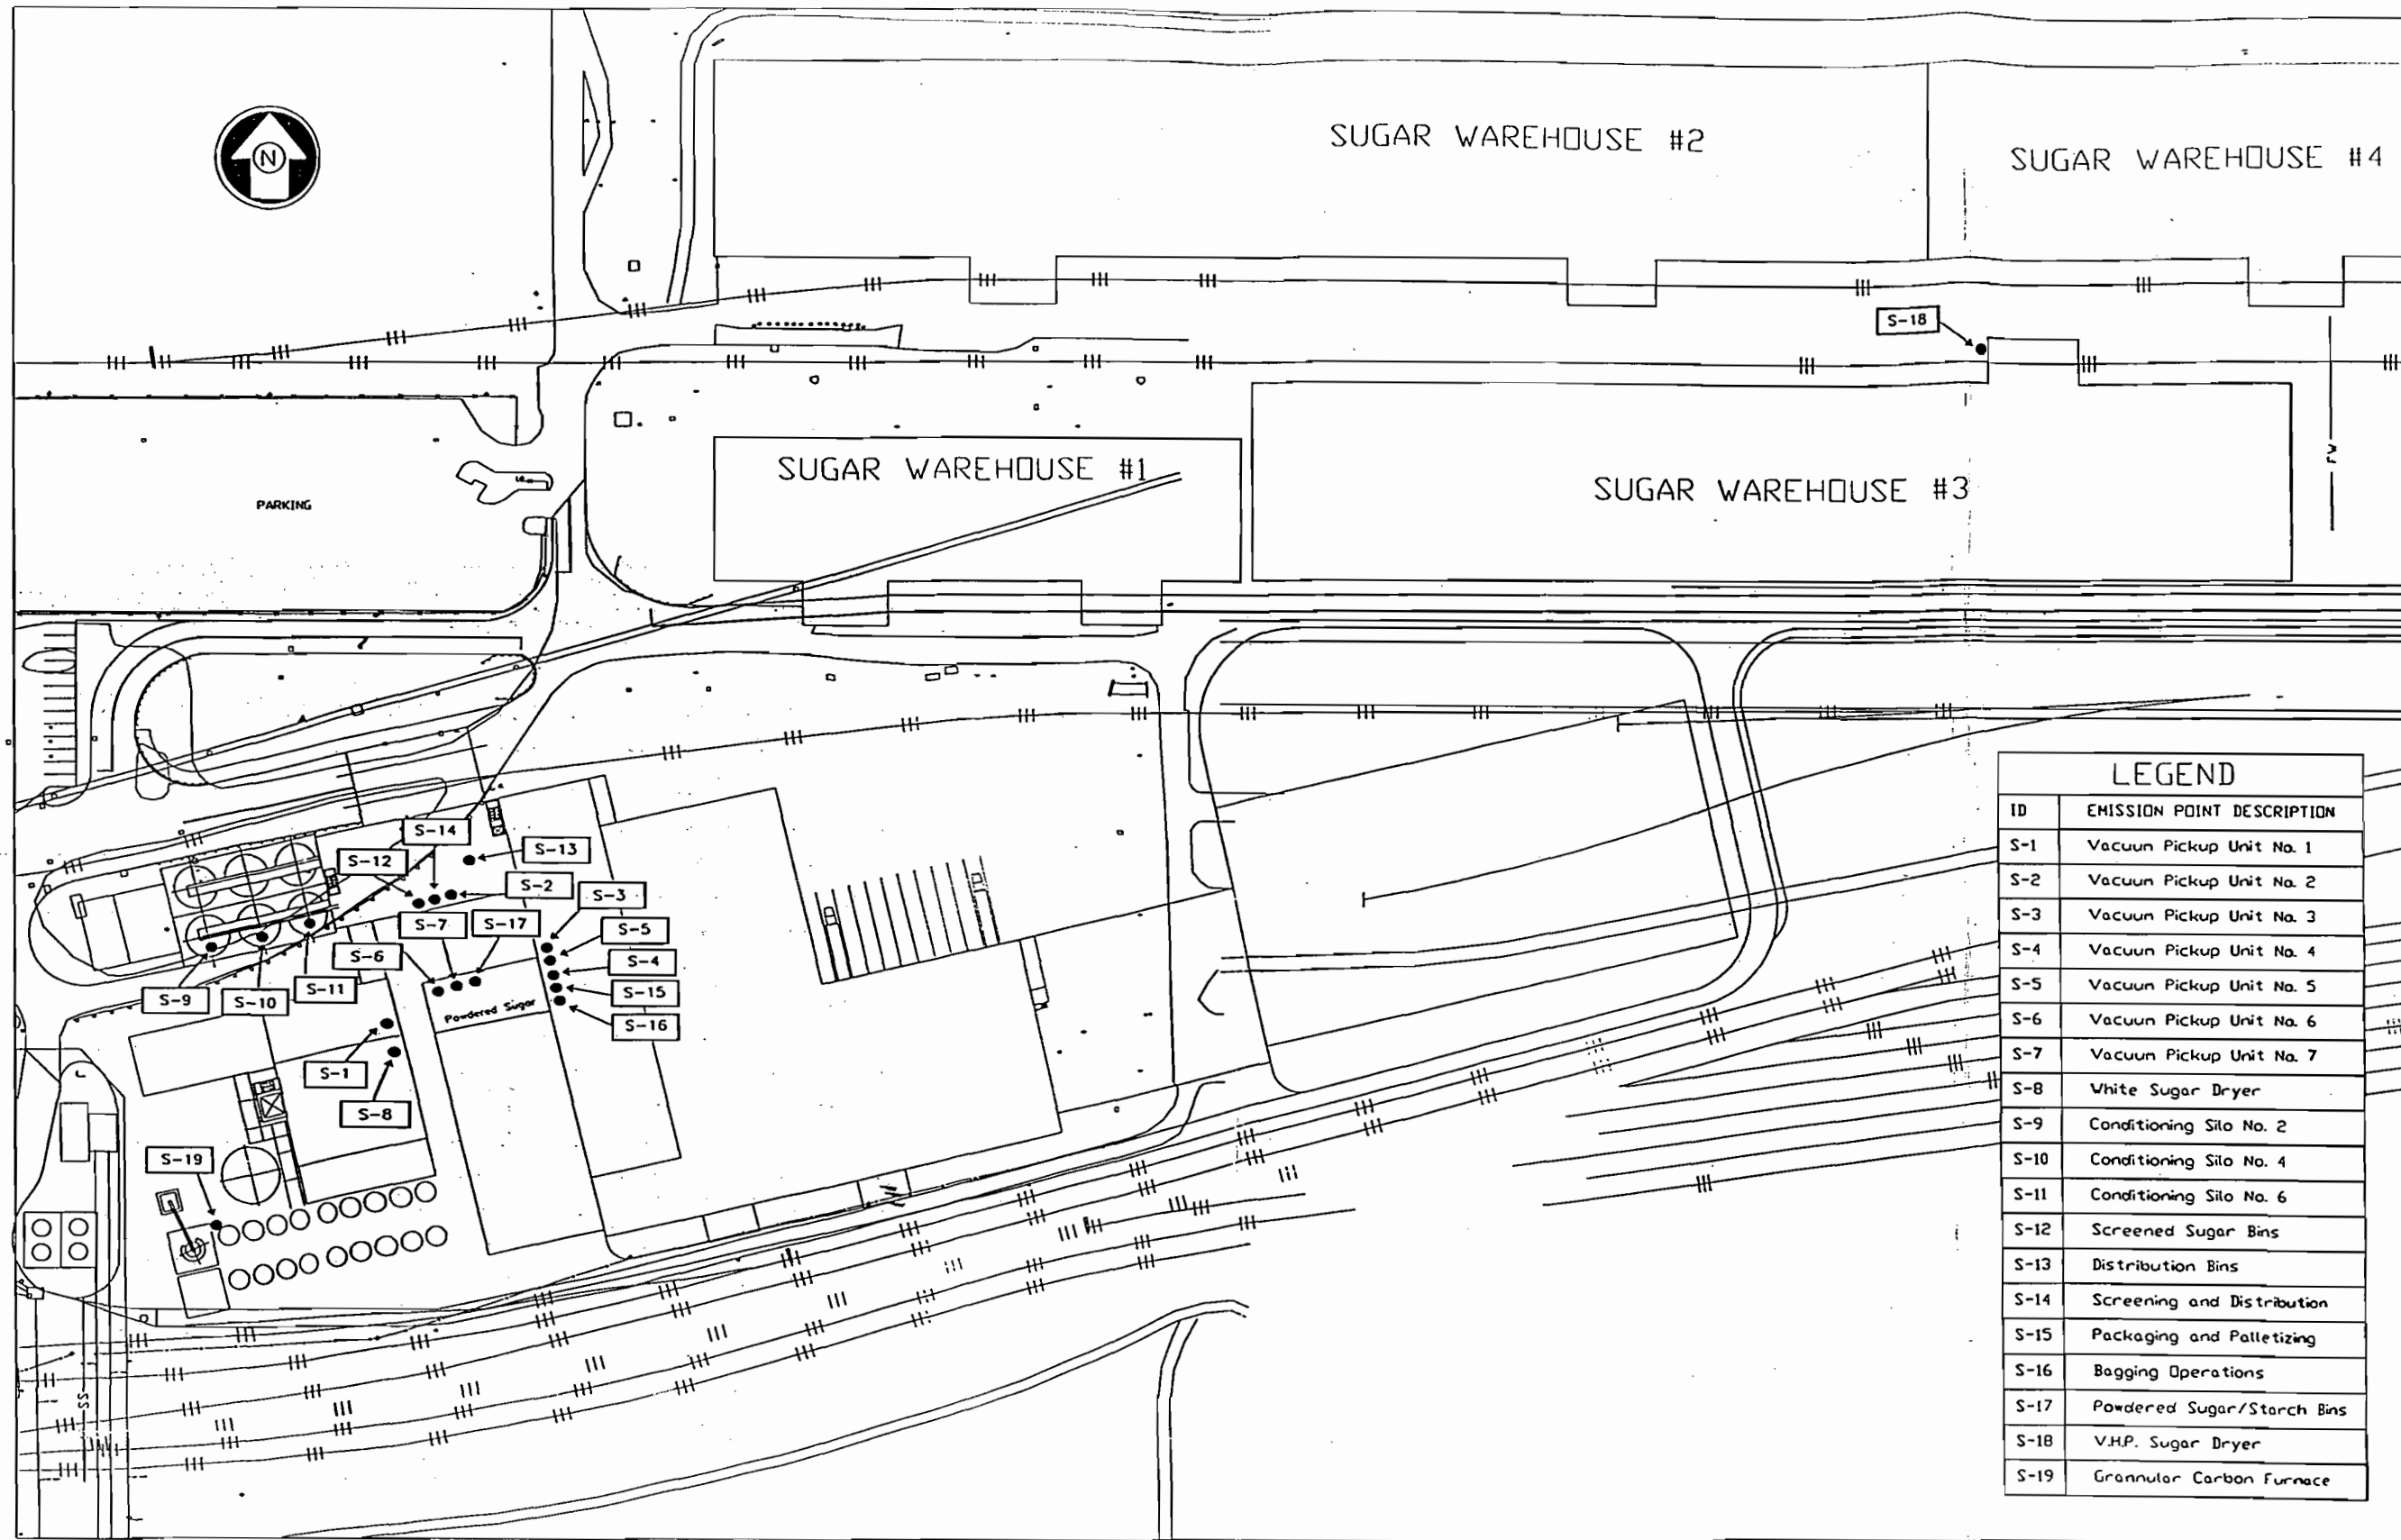 SUGAR WAREHOUSE #2
SUGAR WAREHOUSE #4
N
S-18
SUGAR WAREHOUSE #1
SUGAR WAREHOUSE #3
FW
PARKING
S-14
S-12
S-13
S-2
S-3
S-7
S-17
S-5
S-6
S-4
S-9
S-10
S-11
S-15
Powdered Sugar
S-16
S-1
S-8
S-19
SS
LEGEND
ID EMISSION POINT DESCRIPTION
S-1 Vacuum Pickup Unit No. 1
S-2 Vacuum Pickup Unit No. 2
S-3 Vacuum Pickup Unit No. 3
S-4 Vacuum Pickup Unit No. 4
S-5 Vacuum Pickup Unit No. 5
S-6 Vacuum Pickup Unit No. 6
S-7 Vacuum Pickup Unit No. 7
S-8 White Sugar Dryer
S-9 Conditioning Silo No. 2
S-10 Conditioning Silo No. 4
S-11 Conditioning Silo No. 6
S-12 Screened Sugar Bins
S-13 Distribution Bins
S-14 Screening and Distribution
S-15 Packaging and Palletizing
S-16 Bagging Operations
S-17 Powdered Sugar/Starch Bins
S-18 V.H.P. Sugar Dryer
S-19 Grannular Carbon Furnace